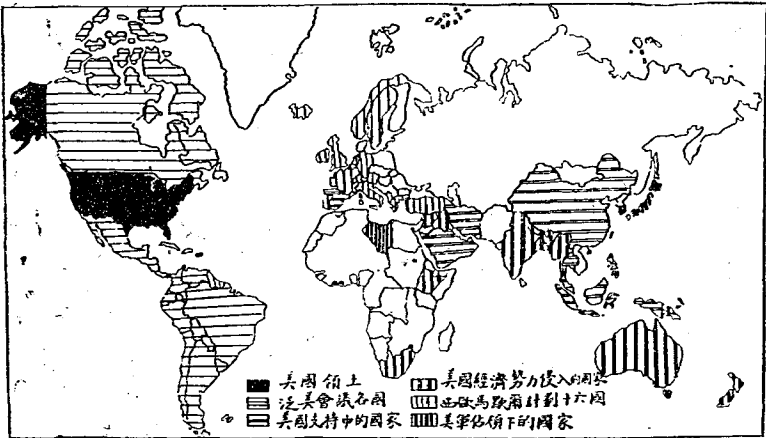 美國領土
泛美會議各國
美國支持中的國家
美國經濟勢力侵入的國家
西歐馬歇爾計劃十六國
美軍佔領下的國家